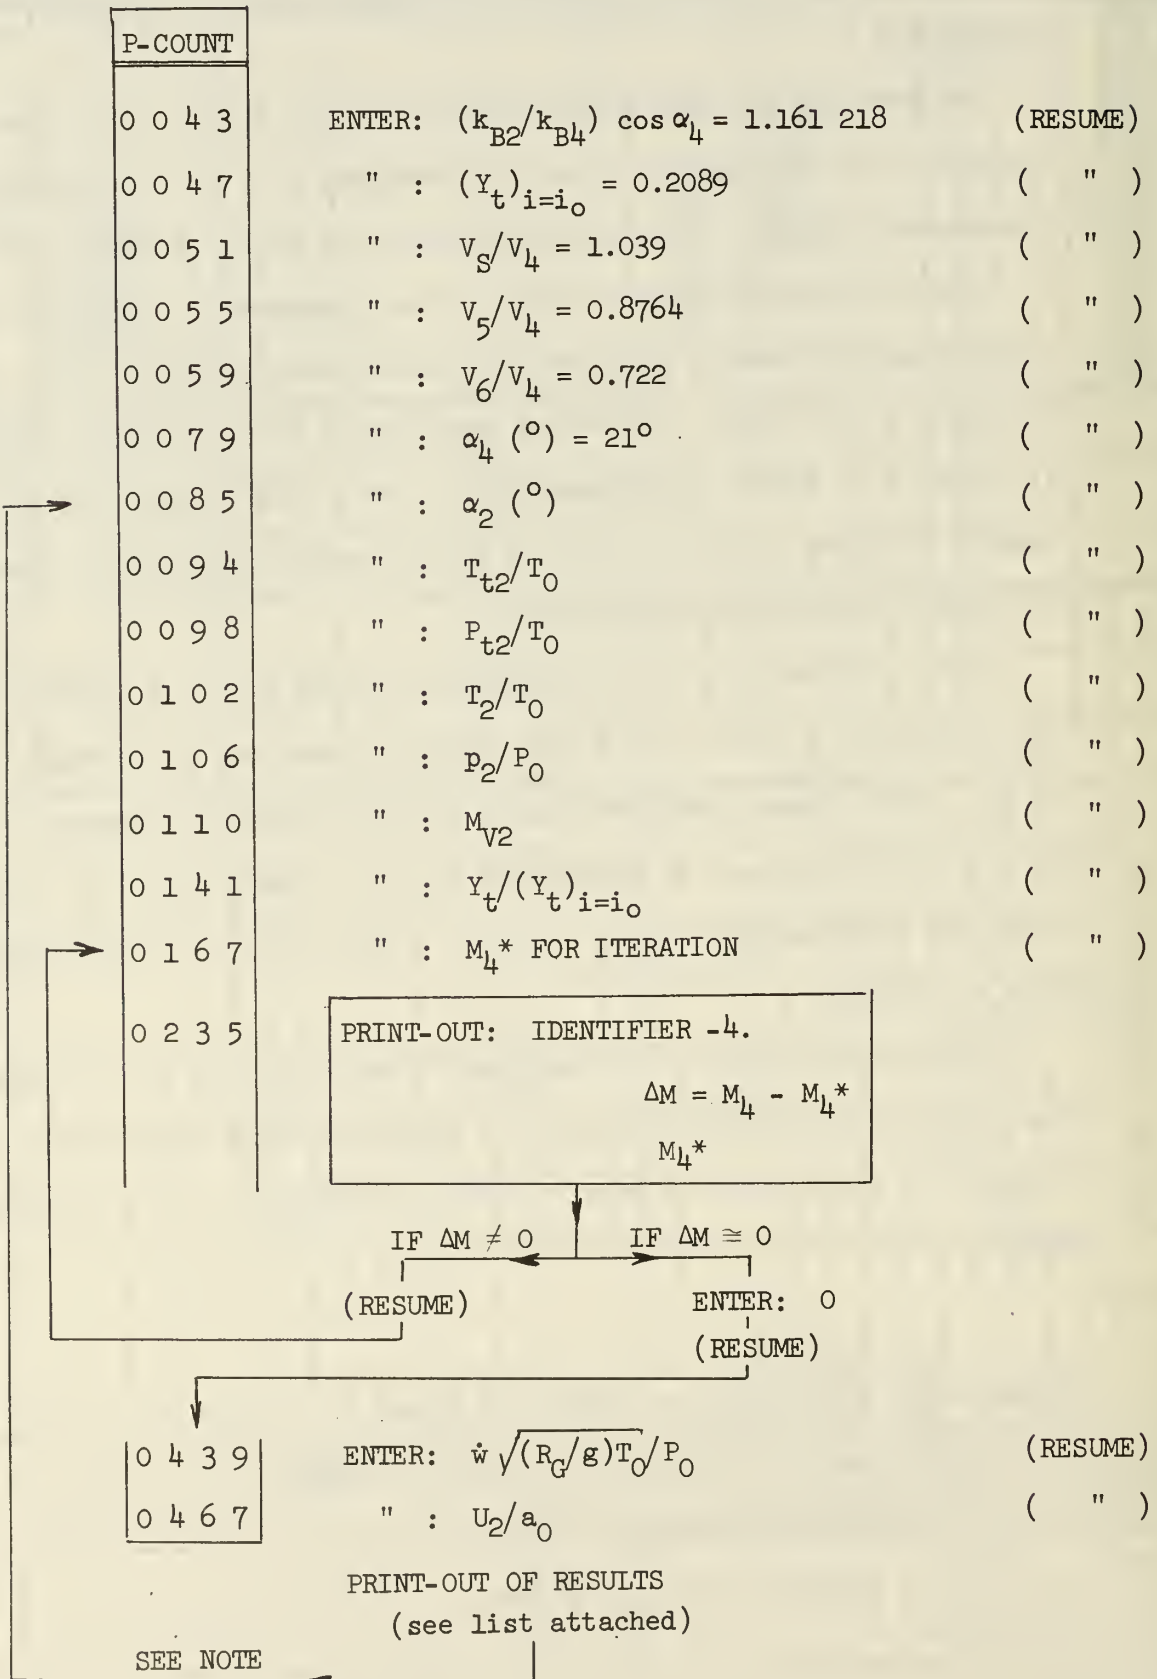 P-COUNT
0 0 4 3 ENTER: (k_B2/k_B4) cos α_4 = 1.161 218 (RESUME)
0 0 4 7 " : (Y_t)_i=i_o = 0.2089 ( " )
0 0 5 1 " : V_S/V_4 = 1.039 ( " )
0 0 5 5 " : V_5/V_4 = 0.8764 ( " )
0 0 5 9 " : V_6/V_4 = 0.722 ( " )
0 0 7 9 " : α_4 (°) = 21° ( " )
0 0 8 5 " : α_2 (°) ( " )
0 0 9 4 " : T_t2/T_0 ( " )
0 0 9 8 " : P_t2/T_0 ( " )
0 1 0 2 " : T_2/T_0 ( " )
0 1 0 6 " : p_2/P_0 ( " )
0 1 1 0 " : M_V2 ( " )
0 1 4 1 " : Y_t/(Y_t)_i=i_o ( " )
0 1 6 7 " : M_4* FOR ITERATION ( " )
0 2 3 5 PRINT-OUT: IDENTIFIER -4.
ΔM = M_4 - M_4*
M_4*
IF ΔM ≠ 0 IF ΔM ≅ 0
(RESUME) ENTER: 0
(RESUME)
0 4 3 9 ENTER: ẇ √(R_G/g)T_0/P_0 (RESUME)
0 4 6 7 " : U_2/a_0 ( " )
PRINT-OUT OF RESULTS
(see list attached)
SEE NOTE